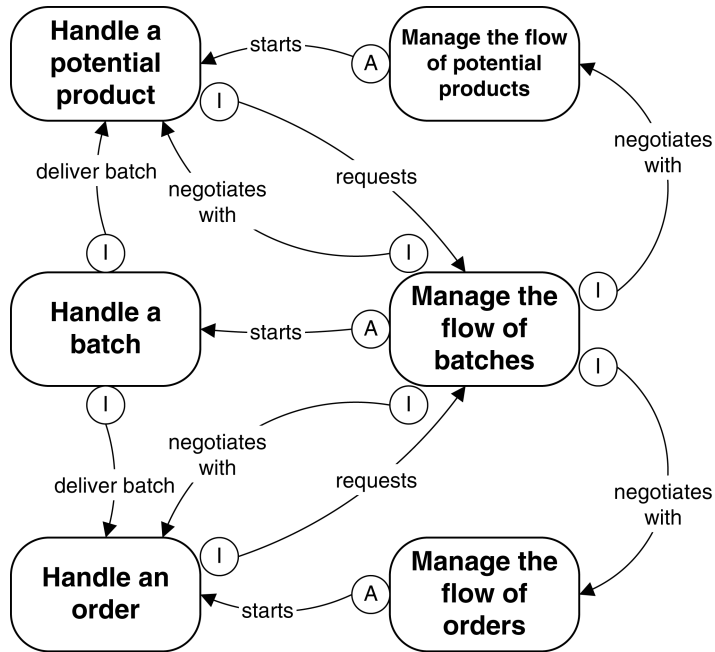 Handle a
potential
product
starts
A
Manage the flow
of potential
products
I
requests
negotiates
with
deliver batch
negotiates
with
I
I
Handle a
batch
starts
A
Manage the
flow of
batches
I
I
I
I
deliver batch
negotiates
with
requests
negotiates
with
Handle an
order
I
starts
A
Manage the
flow of
orders